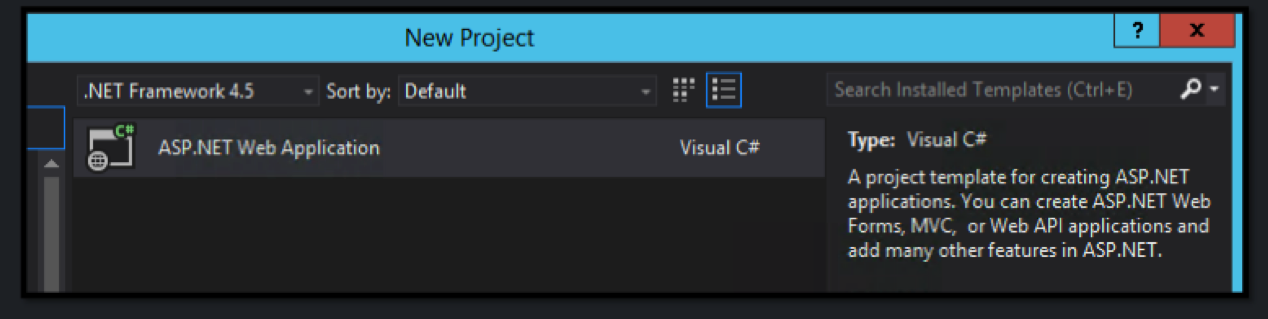 New Project
?
x
.NET Framework 4.5
Sort by:
Default
Search Installed Templates (Ctrl+E)
C#
ASP.NET Web Application
Visual C#
Type: Visual C#
A project template for creating ASP.NET
applications. You can create ASP.NET Web
Forms, MVC, or Web API applications and
add many other features in ASP.NET.